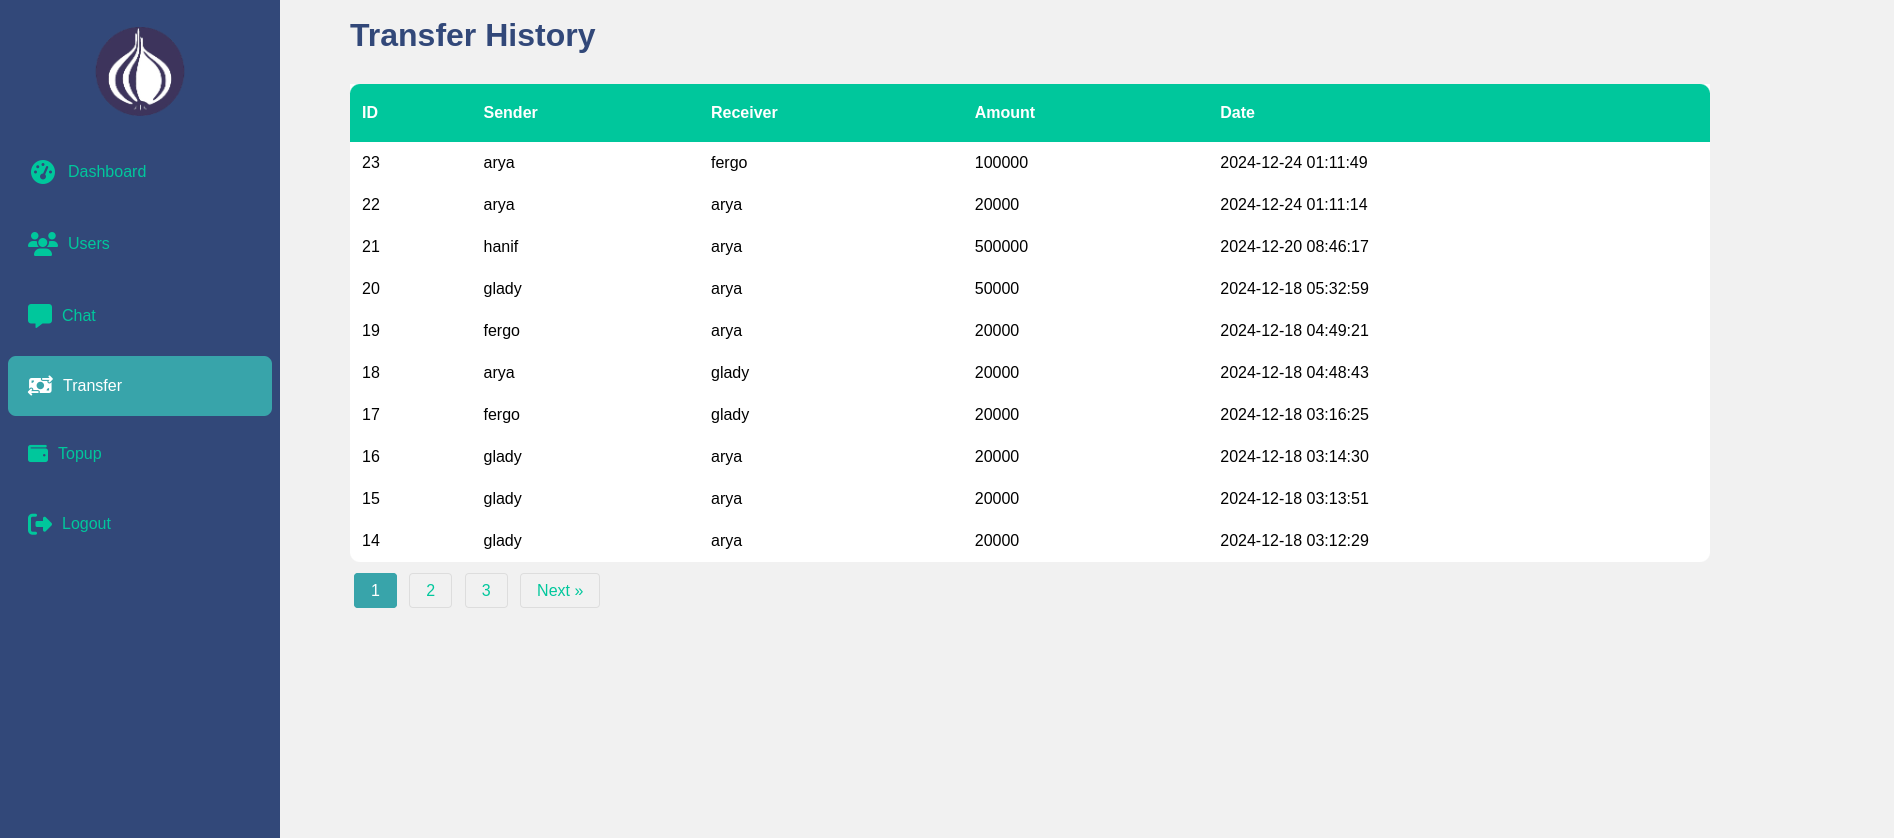 Dashboard
Users
Chat
Transfer
Topup
Logout
Transfer History
ID Sender Receiver Amount Date
23 arya fergo 100000 2024-12-24 01:11:49
22 arya arya 20000 2024-12-24 01:11:14
21 hanif arya 500000 2024-12-20 08:46:17
20 glady arya 50000 2024-12-18 05:32:59
19 fergo arya 20000 2024-12-18 04:49:21
18 arya glady 20000 2024-12-18 04:48:43
17 fergo glady 20000 2024-12-18 03:16:25
16 glady arya 20000 2024-12-18 03:14:30
15 glady arya 20000 2024-12-18 03:13:51
14 glady arya 20000 2024-12-18 03:12:29
1 2 3 Next »